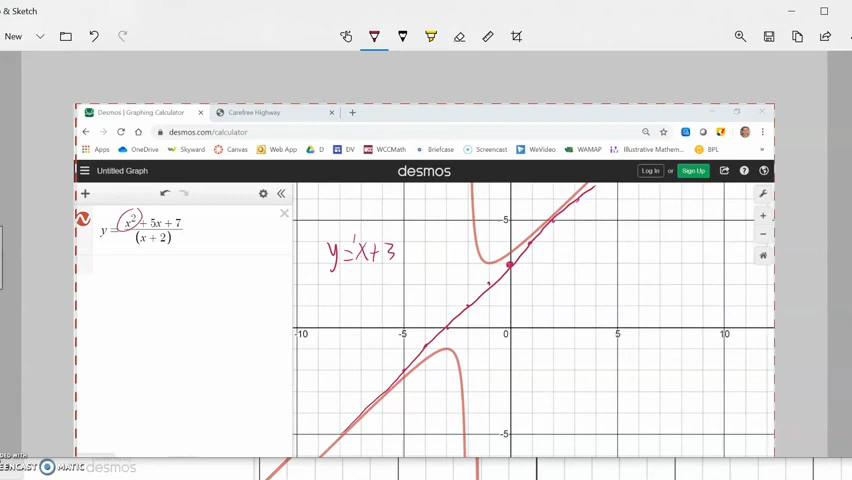 & Sketch
New
Desmos | Graphing Calculator
Carefree Highway
desmos.com/calculator
Apps
OneDrive
Skyward
Canvas
Web App
D
DV
WCCMath
Briefcase
Screencast
WeVideo
WAMAP
Illustrative Mathem...
BPL
Untitled Graph
desmos
Log In
or
Sign Up
y = (x² + 5x + 7)/(x + 2)
y = 1x + 3
5
-10
-5
0
5
10
-5
SCREENCAST MATIC
desmos